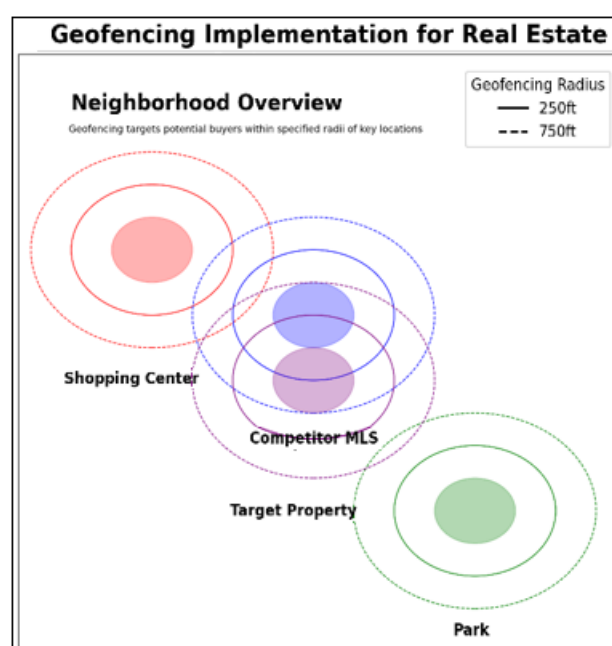 Geofencing Implementation for Real Estate
Neighborhood Overview
Geofencing targets potential buyers within specified radii of key locations
Geofencing Radius
250ft
750ft
Shopping Center
Competitor MLS
Target Property
Park